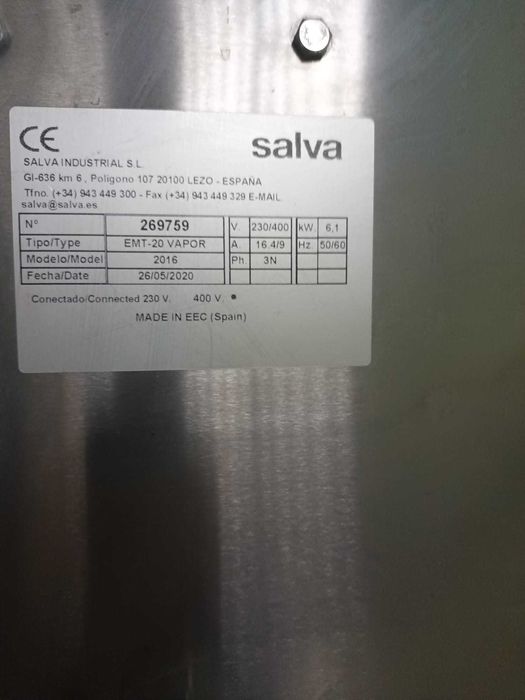 CE salva
SALVA INDUSTRIAL S.L.
GI-636 km 6 , Poligono 107 20100 LEZO - ESPAÑA
Tfno. (+34) 943 449 300 - Fax (+34) 943 449 329 E-MAIL
salva@salva.es
Nº 269759 V. 230/400 kW. 6,1
Tipo/Type EMT-20 VAPOR A. 16.4/9 Hz. 50/60
Modelo/Model 2016 Ph. 3N
Fecha/Date 26/05/2020
Conectado/Connected 230 V. 400 V. •
MADE IN EEC (Spain)